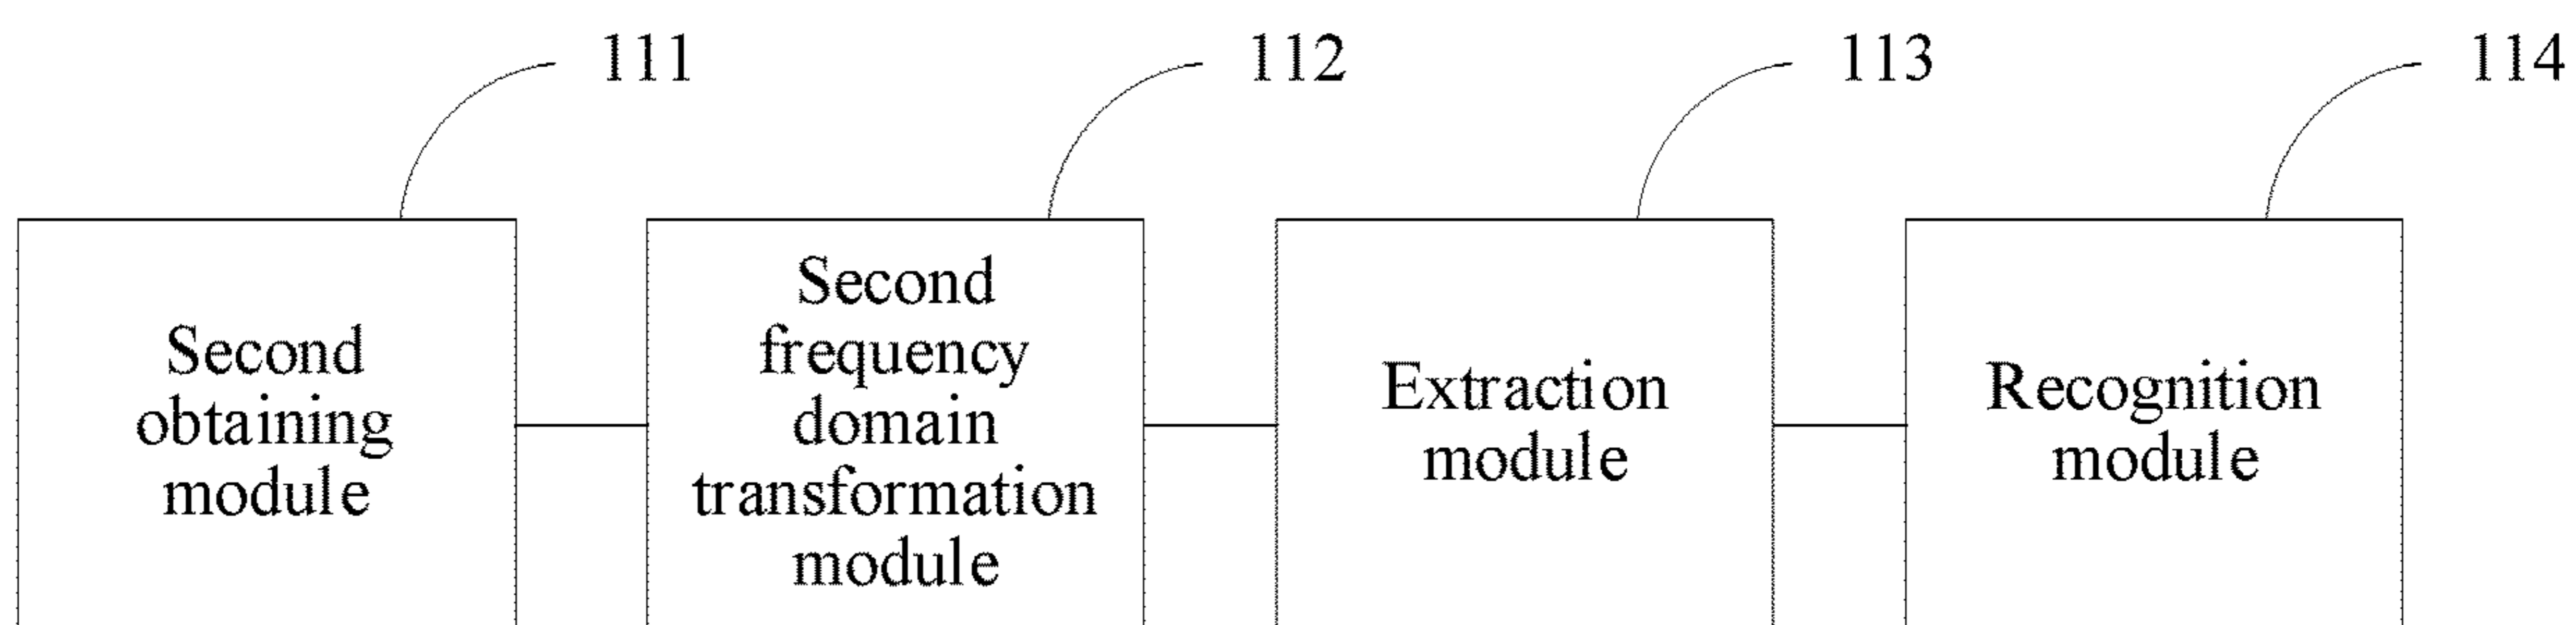 111
112
113
114
Second
obtaining
module
Second
frequency
domain
transformation
module
Extraction
module
Recognition
module